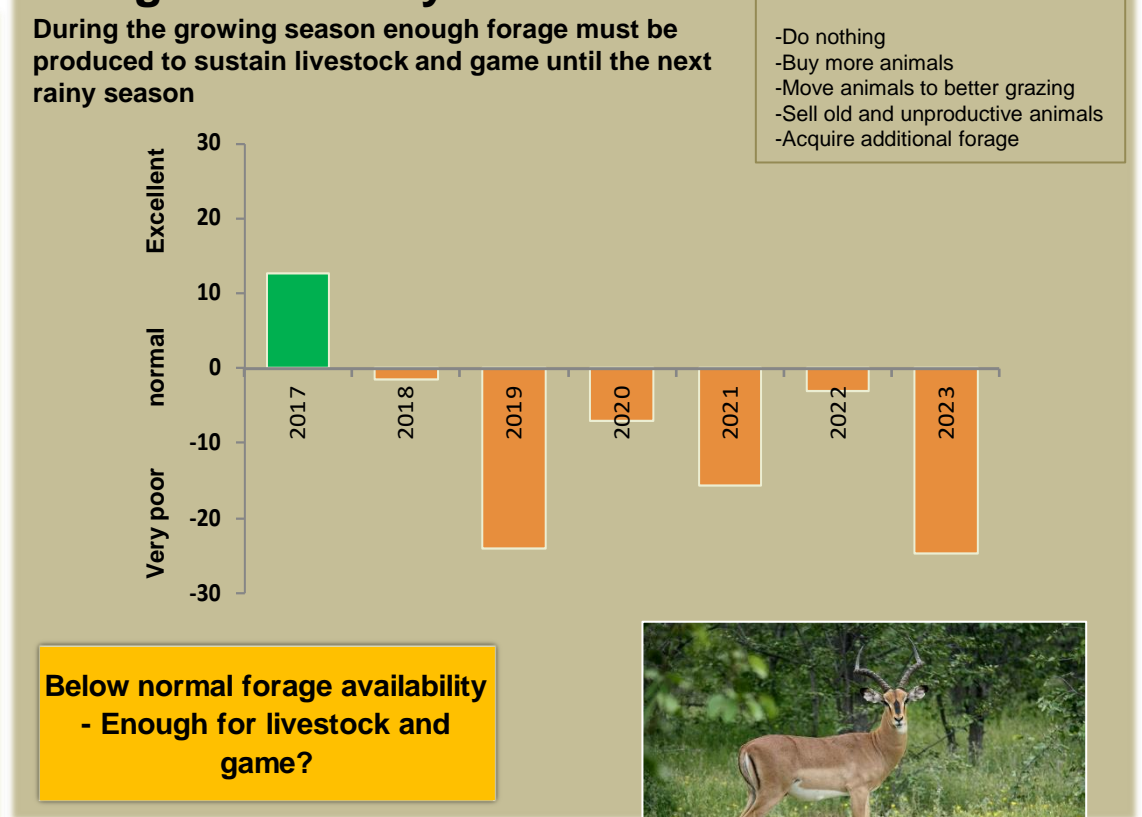 During the growing season enough forage must be
produced to sustain livestock and game until the next
rainy season
-Do nothing
-Buy more animals
-Move animals to better grazing
-Sell old and unproductive animals
-Acquire additional forage
30
20
10
0
-10
-20
-30
Excellent
normal
Very poor
2017
2018
2019
2020
2021
2022
2023
Below normal forage availability
- Enough for livestock and
game?